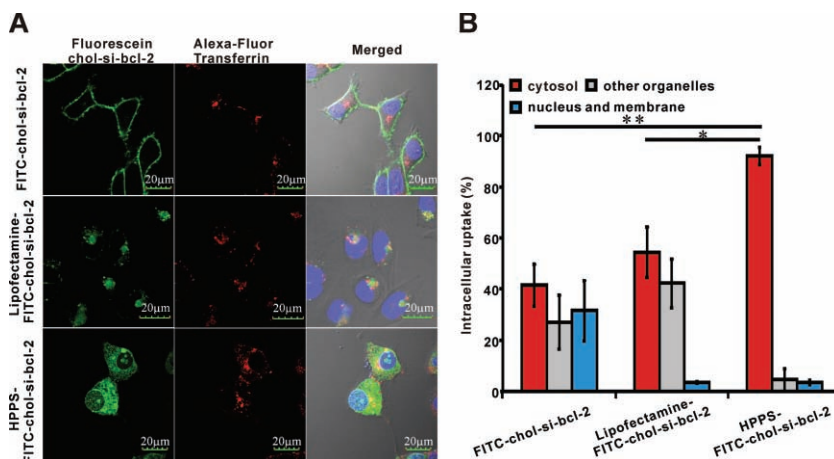 A
Fluorescein
chol-si-bcl-2
Alexa-Fluor
Transferrin
Merged
FITC-chol-si-bcl-2
20μm
20μm
20μm
Lipofectamine-
FITC-chol-si-bcl-2
20μm
20μm
20μm
HPPS-
FITC-chol-si-bcl-2
20μm
20μm
20μm
B
Intracellular uptake (%)
120
100
80
60
40
20
0
cytosol
other organelles
nucleus and membrane
**
*
FITC-chol-si-bcl-2
Lipofectamine-
FITC-chol-si-bcl-2
HPPS-
FITC-chol-si-bcl-2